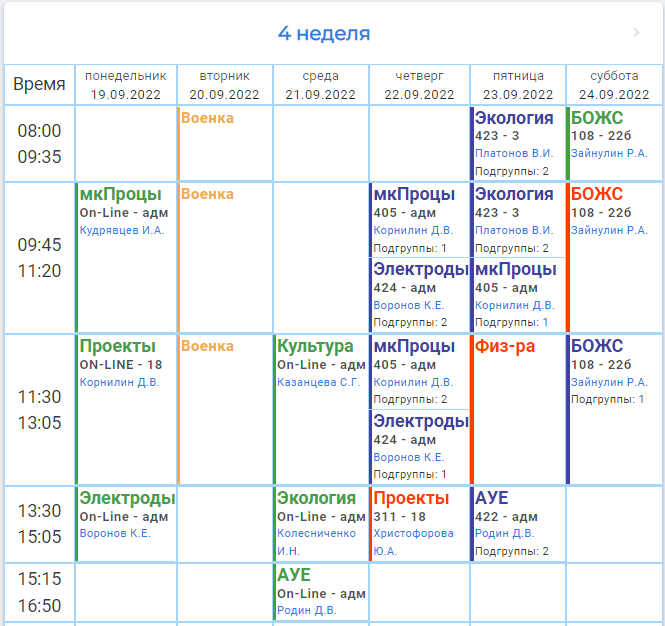 4 неделя
Время
понедельник
19.09.2022
вторник
20.09.2022
среда
21.09.2022
четверг
22.09.2022
пятница
23.09.2022
суббота
24.09.2022
08:00
09:35
Военка
Экология
423 - 3
Платонов В.И.
Подгруппы: 2
БОЖС
108 - 22б
Зайнулин Р.А.
09:45
11:20
мкПроцы
On-Line - адм
Кудрявцев И.А.
Военка
мкПроцы
405 - адм
Корнилин Д.В.
Подгруппы: 1
Электроды
424 - адм
Воронов К.Е.
Подгруппы: 2
Экология
423 - 3
Платонов В.И.
Подгруппы: 2
мкПроцы
405 - адм
Корнилин Д.В.
Подгруппы: 1
БОЖС
108 - 22б
Зайнулин Р.А.
11:30
13:05
Проекты
ON-LINE - 18
Корнилин Д.В.
Военка
Культура
On-Line - адм
Казанцева С.Г.
мкПроцы
405 - адм
Корнилин Д.В.
Подгруппы: 2
Электроды
424 - адм
Воронов К.Е.
Подгруппы: 1
Физ-ра
БОЖС
108 - 22б
Зайнулин Р.А.
Подгруппы: 1
13:30
15:05
Электроды
On-Line - адм
Воронов К.Е.
Экология
On-Line - адм
Колесниченко
И.Н.
Проекты
311 - 18
Христофорова
Ю.А.
АУЕ
422 - адм
Родин Д.В.
Подгруппы: 2
15:15
16:50
АУЕ
On-Line - адм
Родин Д.В.